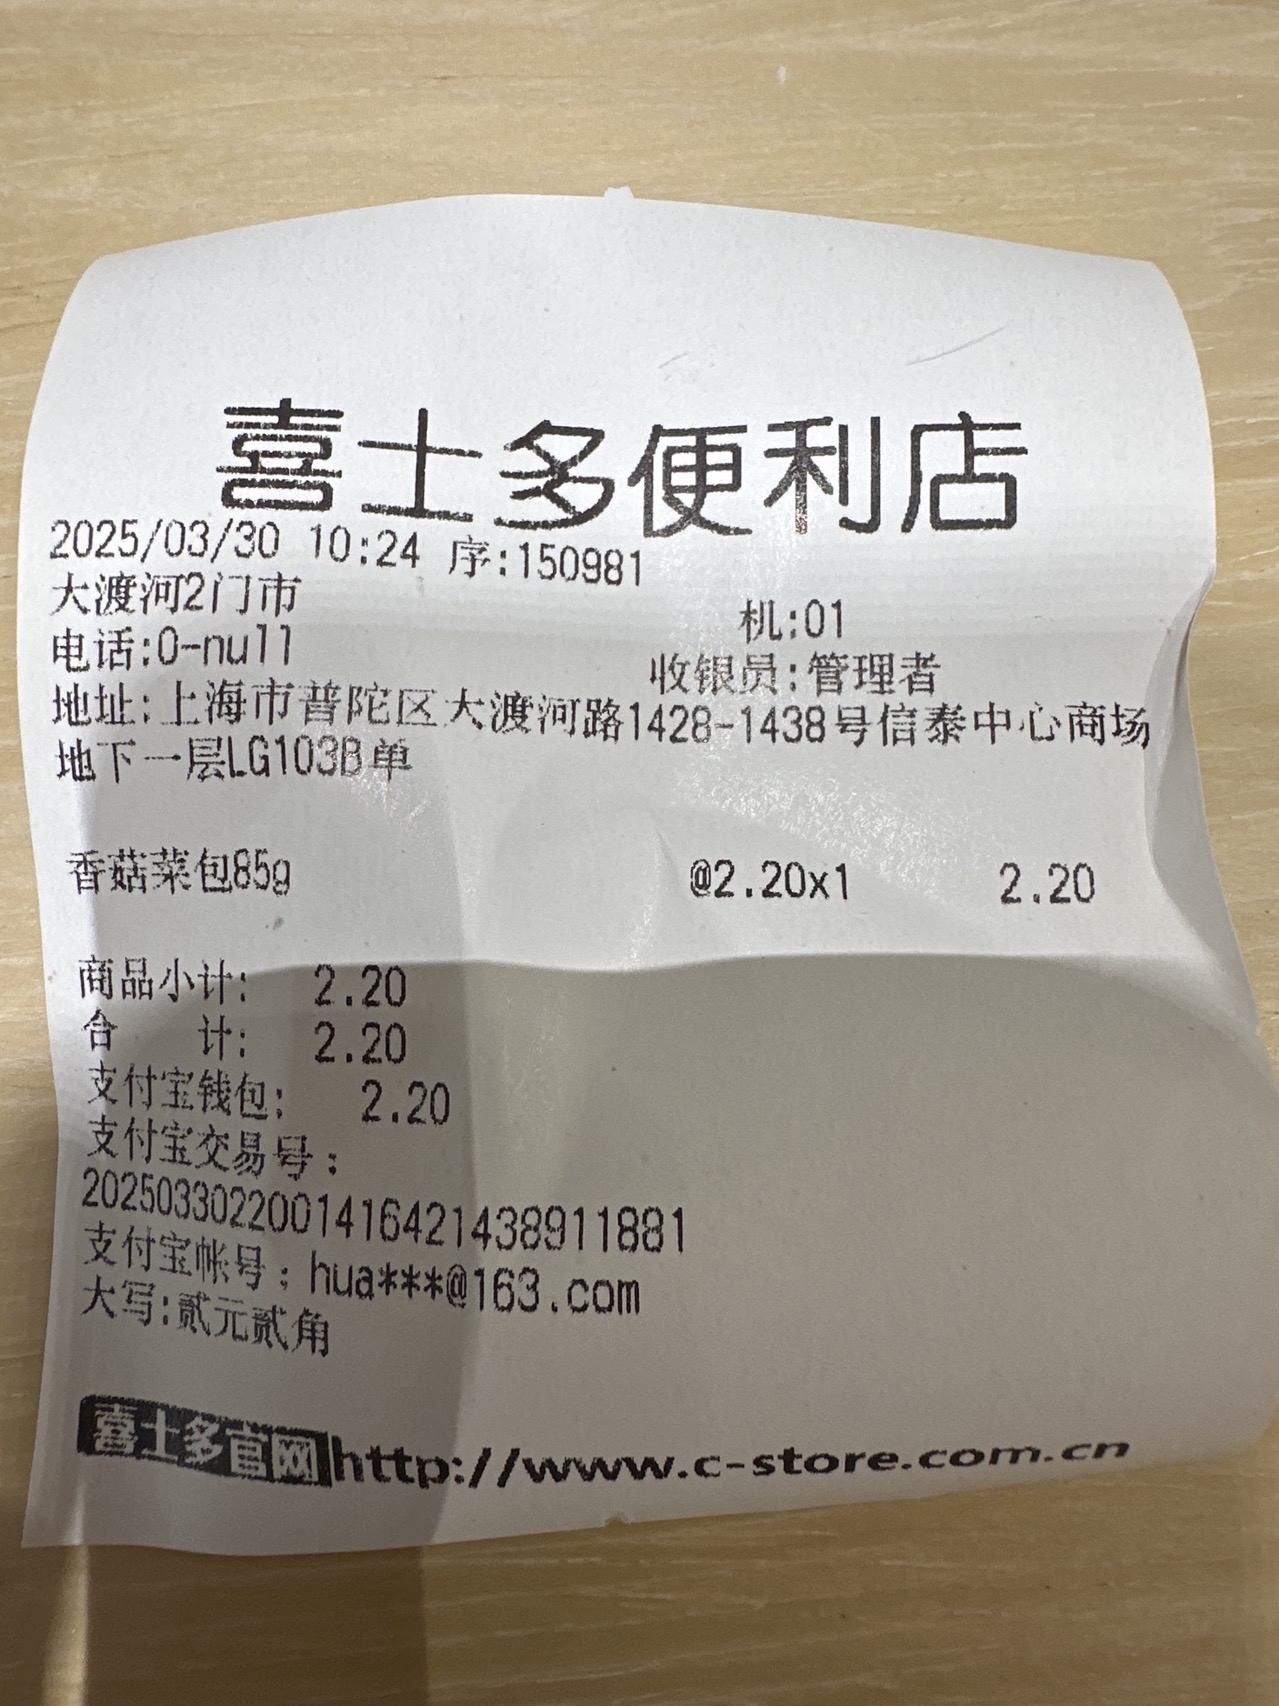 喜士多便利店
2025/03/30 10:24 序:150981
大渡河2门市 机:01
电话:0-null 收银员:管理者
地址:上海市普陀区大渡河路1428-1438号信泰中心商场
地下一层LG103B单
香菇菜包85g @2.20x1 2.20
商品小计: 2.20
合 计: 2.20
支付宝钱包: 2.20
支付宝交易号:
2025033022001416421438911881
支付宝帐号:hua***@163.com
大写:贰元贰角
喜士多官网http://www.c-store.com.cn